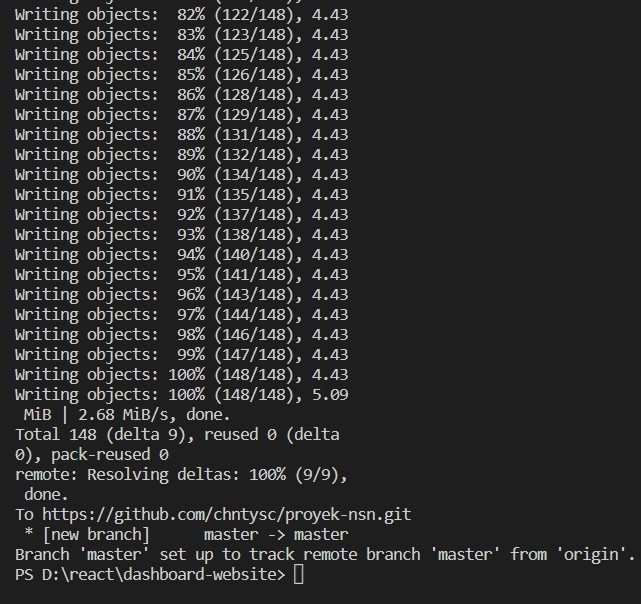 Writing objects:  82% (122/148), 4.43
Writing objects:  83% (123/148), 4.43
Writing objects:  84% (125/148), 4.43
Writing objects:  85% (126/148), 4.43
Writing objects:  86% (128/148), 4.43
Writing objects:  87% (129/148), 4.43
Writing objects:  88% (131/148), 4.43
Writing objects:  89% (132/148), 4.43
Writing objects:  90% (134/148), 4.43
Writing objects:  91% (135/148), 4.43
Writing objects:  92% (137/148), 4.43
Writing objects:  93% (138/148), 4.43
Writing objects:  94% (140/148), 4.43
Writing objects:  95% (141/148), 4.43
Writing objects:  96% (143/148), 4.43
Writing objects:  97% (144/148), 4.43
Writing objects:  98% (146/148), 4.43
Writing objects:  99% (147/148), 4.43
Writing objects: 100% (148/148), 4.43
Writing objects: 100% (148/148), 5.09
 MiB | 2.68 MiB/s, done.
Total 148 (delta 9), reused 0 (delta
0), pack-reused 0
remote: Resolving deltas: 100% (9/9),
 done.
To https://github.com/chntysc/proyek-nsn.git
 * [new branch]      master -> master
Branch 'master' set up to track remote branch 'master' from 'origin'.
PS D:\react\dashboard-website>